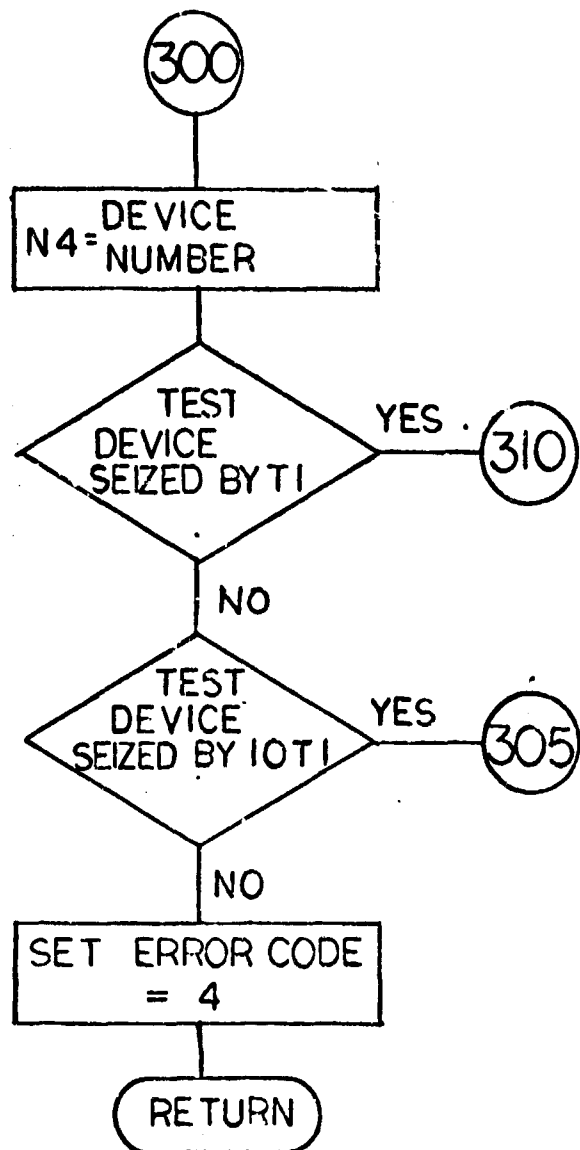 300
N4= DEVICE
NUMBER
TEST
DEVICE
SEIZED BY T1
YES
310
NO
TEST
DEVICE
SEIZED BY IOT1
YES
305
NO
SET ERROR CODE
= 4
RETURN